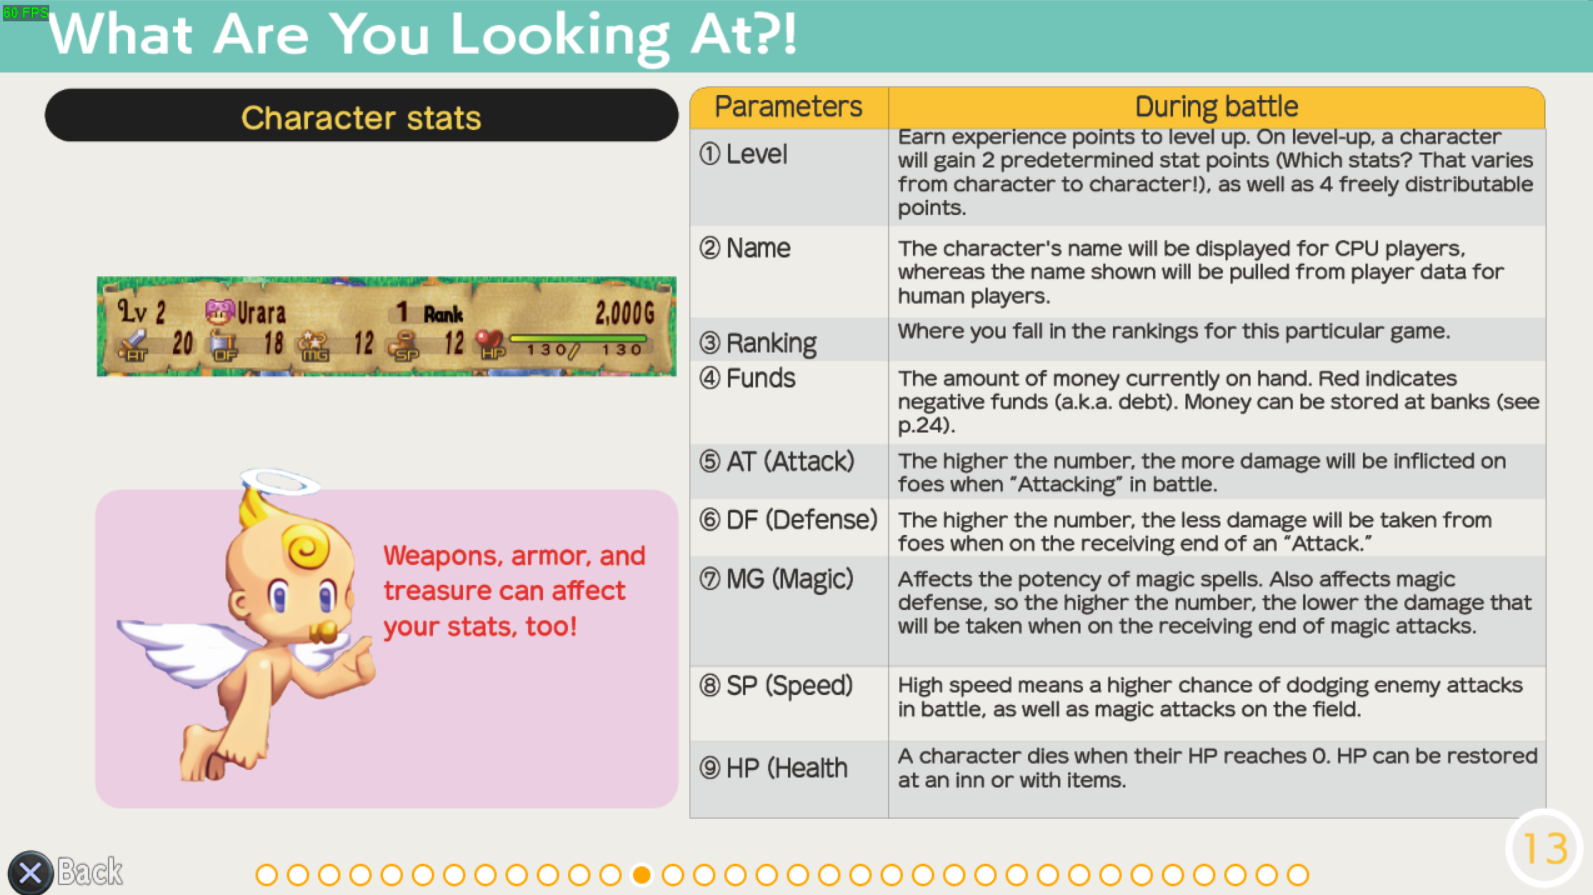 60 FPS
What Are You Looking At?!
Character stats
Lv 2 Urara 1 Rank 2,000G
AT 20 DF 18 MG 12 SP 12 HP 130/ 130
Weapons, armor, and
treasure can affect
your stats, too!
Parameters During battle
① Level
Earn experience points to level up. On level-up, a character
will gain 2 predetermined stat points (Which stats? That varies
from character to character!), as well as 4 freely distributable
points.
② Name
The character's name will be displayed for CPU players,
whereas the name shown will be pulled from player data for
human players.
③ Ranking
Where you fall in the rankings for this particular game.
④ Funds
The amount of money currently on hand. Red indicates
negative funds (a.k.a. debt). Money can be stored at banks (see
p.24).
⑤ AT (Attack)
The higher the number, the more damage will be inflicted on
foes when “Attacking” in battle.
⑥ DF (Defense)
The higher the number, the less damage will be taken from
foes when on the receiving end of an “Attack.”
⑦ MG (Magic)
Affects the potency of magic spells. Also affects magic
defense, so the higher the number, the lower the damage that
will be taken when on the receiving end of magic attacks.
⑧ SP (Speed)
High speed means a higher chance of dodging enemy attacks
in battle, as well as magic attacks on the field.
⑨ HP (Health
A character dies when their HP reaches 0. HP can be restored
at an inn or with items.
13
Back